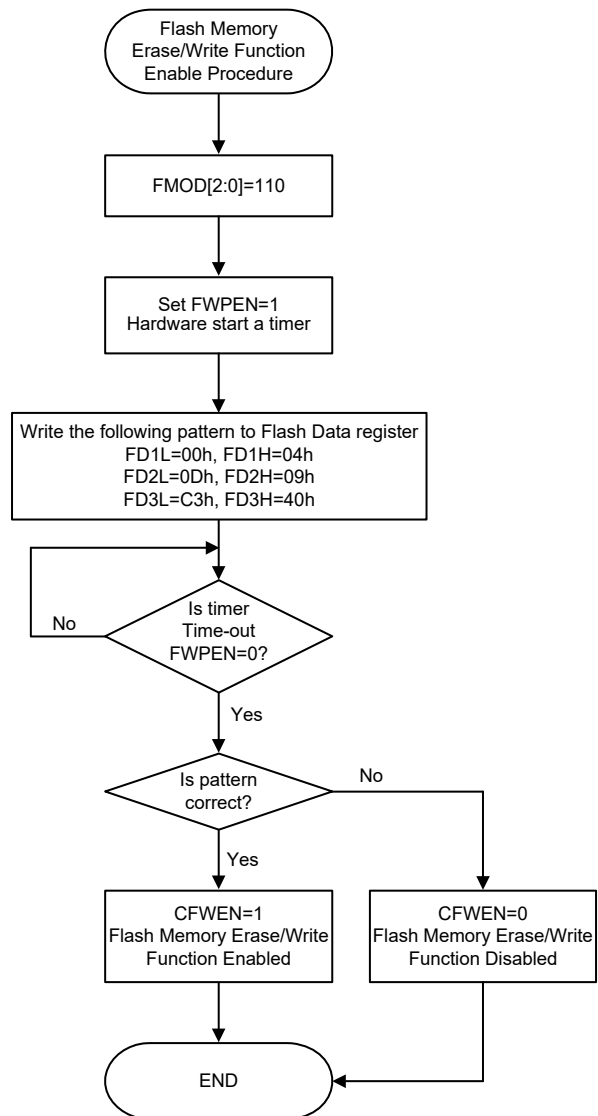 Flash Memory
Erase/Write Function
Enable Procedure
FMOD[2:0]=110
Set FWPEN=1
Hardware start a timer
Write the following pattern to Flash Data register
FD1L=00h, FD1H=04h
FD2L=0Dh, FD2H=09h
FD3L=C3h, FD3H=40h
Is timer
Time-out
FWPEN=0?
No
Yes
Is pattern
correct?
No
Yes
CFWEN=1
Flash Memory Erase/Write
Function Enabled
CFWEN=0
Flash Memory Erase/Write
Function Disabled
END